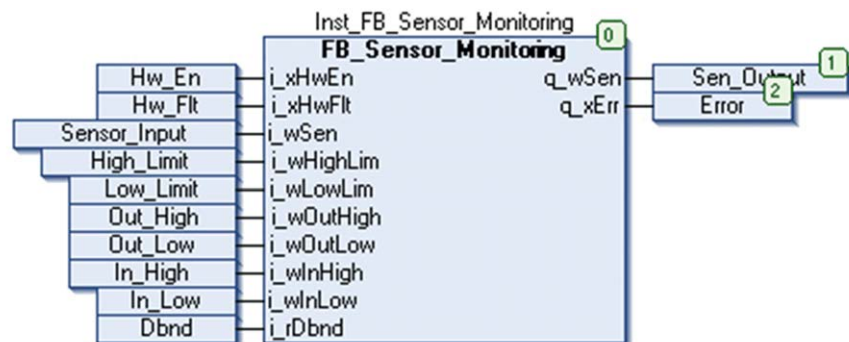 Inst_FB_Sensor_Monitoring
0
FB_Sensor_Monitoring
1
Hw_En i_xHwEn q_wSen Sen_Output
2
Hw_Flt i_xHwFlt q_xErr Error
Sensor_Input i_wSen
High_Limit i_wHighLim
Low_Limit i_wLowLim
Out_High i_wOutHigh
Out_Low i_wOutLow
In_High i_wInHigh
In_Low i_wInLow
Dbnd i_rDbnd